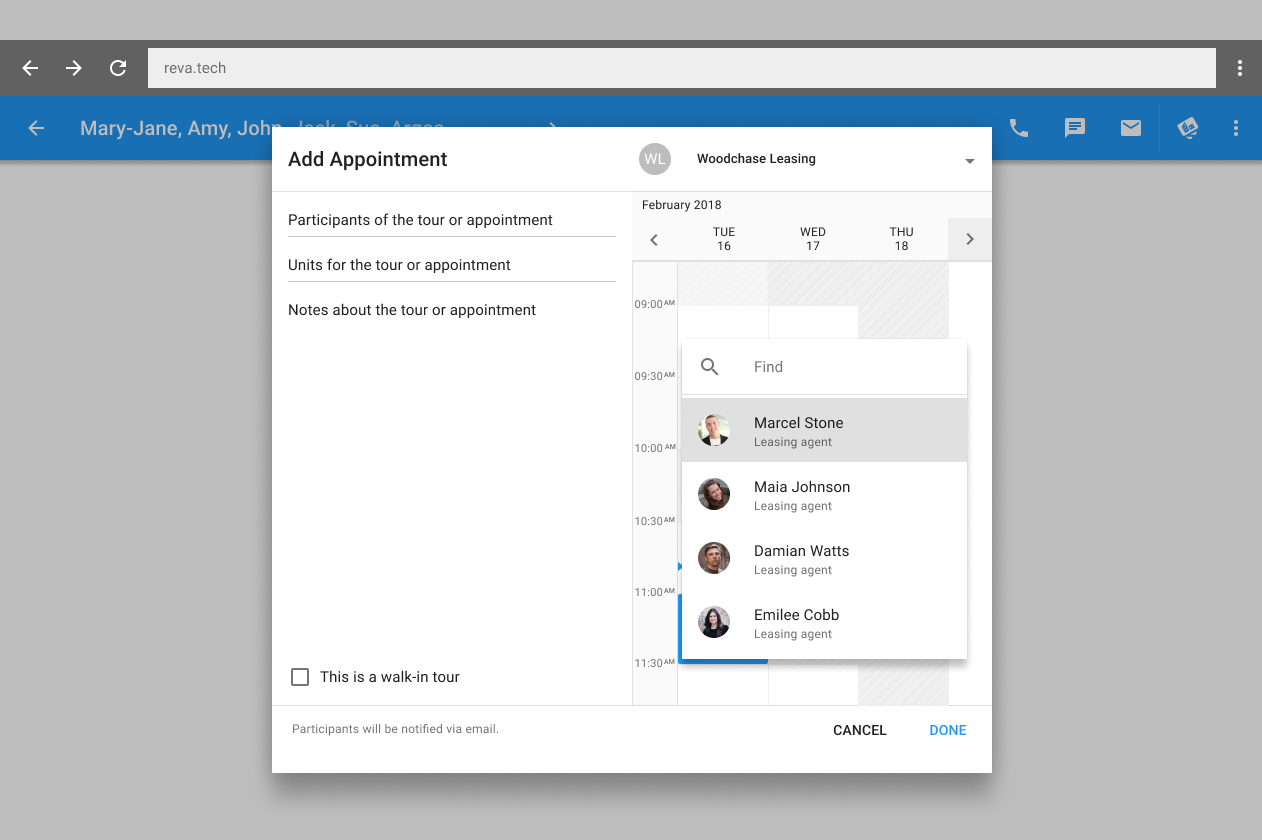 reva.tech
Mary-Jane, Amy, John, Jack, Sue, Argos
Add Appointment
WL
Woodchase Leasing
Participants of the tour or appointment
Units for the tour or appointment
Notes about the tour or appointment
February 2018
TUE
16
WED
17
THU
18
09:00 AM
09:30 AM
10:00 AM
10:30 AM
11:00 AM
11:30 AM
Find
Marcel Stone
Leasing agent
Maia Johnson
Leasing agent
Damian Watts
Leasing agent
Emilee Cobb
Leasing agent
This is a walk-in tour
Participants will be notified via email.
CANCEL
DONE